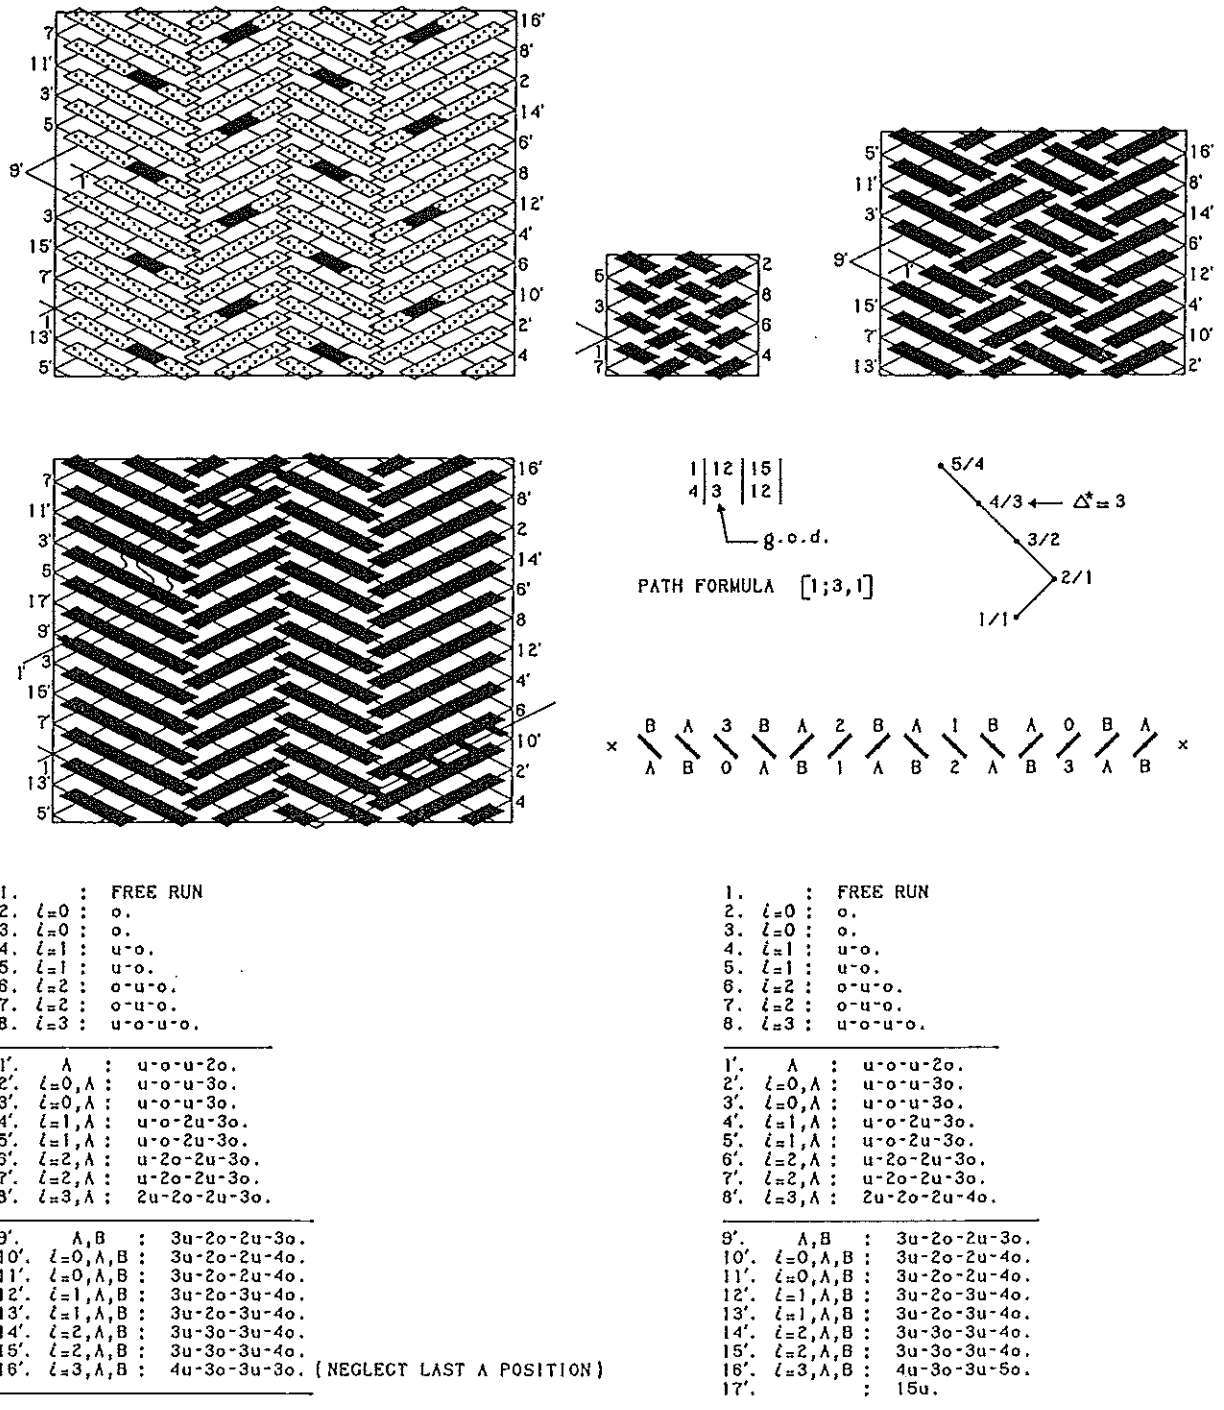 7'
11'
3'
5
9'
1'
3
15'
7'
1
13'
5'
16'
8'
2
14'
6'
8
12'
4'
6
10'
2'
4
5
3
1
7
2
8
6
4
5'
11'
3'
9'
1'
15'
7'
13'
16'
8'
14'
6'
12'
4'
10'
2'
7'
11'
3'
5
17'
9'
1'
3
15'
7'
1
13'
5'
16'
8'
2
14'
6'
8
12'
4'
6
10'
2'
4
1 12 15
4 3 12
g.o.d.
PATH FORMULA [1;3,1]
5/4
4/3 ← Δ* = 3
3/2
2/1
1/1
B A 3 B A 2 B A 1 B A 0 B A
× ×
A B 0 A B 1 A B 2 A B 3 A B
1. : FREE RUN
2. i=0 : o.
3. i=0 : o.
4. i=1 : u-o.
5. i=1 : u-o.
6. i=2 : o-u-o.
7. i=2 : o-u-o.
8. i=3 : u-o-u-o.
1'. A : u-o-u-2o.
2'. i=0,A : u-o-u-3o.
3'. i=0,A : u-o-u-3o.
4'. i=1,A : u-o-2u-3o.
5'. i=1,A : u-o-2u-3o.
6'. i=2,A : u-2o-2u-3o.
7'. i=2,A : u-2o-2u-3o.
8'. i=3,A : 2u-2o-2u-3o.
9'. A,B : 3u-2o-2u-3o.
10'. i=0,A,B : 3u-2o-2u-4o.
11'. i=0,A,B : 3u-2o-2u-4o.
12'. i=1,A,B : 3u-2o-3u-4o.
13'. i=1,A,B : 3u-2o-3u-4o.
14'. i=2,A,B : 3u-3o-3u-4o.
15'. i=2,A,B : 3u-3o-3u-4o.
16'. i=3,A,B : 4u-3o-3u-3o. (NEGLECT LAST A POSITION)
1. : FREE RUN
2. i=0 : o.
3. i=0 : o.
4. i=1 : u-o.
5. i=1 : u-o.
6. i=2 : o-u-o.
7. i=2 : o-u-o.
8. i=3 : u-o-u-o.
1'. A : u-o-u-2o.
2'. i=0,A : u-o-u-3o.
3'. i=0,A : u-o-u-3o.
4'. i=1,A : u-o-2u-3o.
5'. i=1,A : u-o-2u-3o.
6'. i=2,A : u-2o-2u-3o.
7'. i=2,A : u-2o-2u-3o.
8'. i=3,A : 2u-2o-2u-4o.
9'. A,B : 3u-2o-2u-3o.
10'. i=0,A,B : 3u-2o-2u-4o.
11'. i=0,A,B : 3u-2o-2u-4o.
12'. i=1,A,B : 3u-2o-3u-4o.
13'. i=1,A,B : 3u-2o-3u-4o.
14'. i=2,A,B : 3u-3o-3u-4o.
15'. i=2,A,B : 3u-3o-3u-4o.
16'. i=3,A,B : 4u-3o-3u-5o.
17'. : 15u.